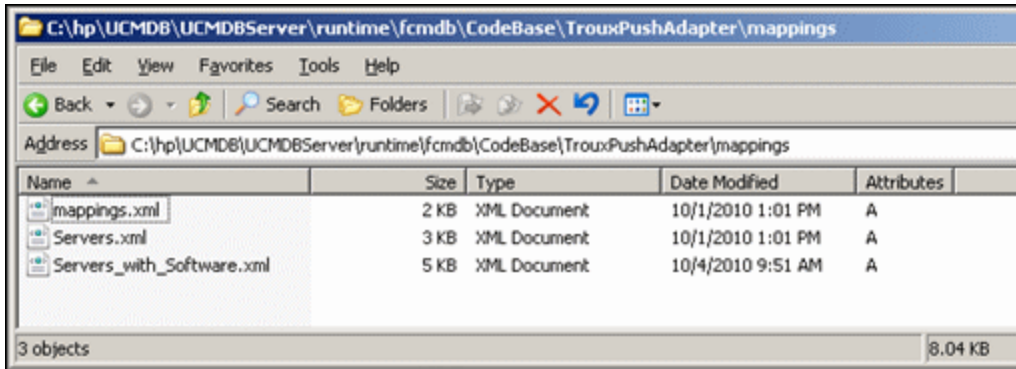 C:\hp\UCMDB\UCMDBServer\runtime\fcmdb\CodeBase\TrouxPushAdapter\mappings
File Edit View Favorites Tools Help
Back Search Folders
Address C:\hp\UCMDB\UCMDBServer\runtime\fcmdb\CodeBase\TrouxPushAdapter\mappings
Name Size Type Date Modified Attributes
mappings.xml 2 KB XML Document 10/1/2010 1:01 PM A
Servers.xml 3 KB XML Document 10/1/2010 1:01 PM A
Servers_with_Software.xml 5 KB XML Document 10/4/2010 9:51 AM A
3 objects 8.04 KB